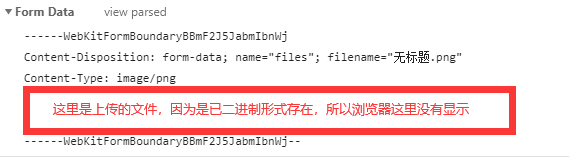 Form Data view parsed
------WebKitFormBoundaryBBmF2J5JabmIbnWj
Content-Disposition: form-data; name="files"; filename="无标题.png"
Content-Type: image/png
这里是上传的文件，因为是已二进制形式存在，所以浏览器这里没有显示
------WebKitFormBoundaryBBmF2J5JabmIbnWj--